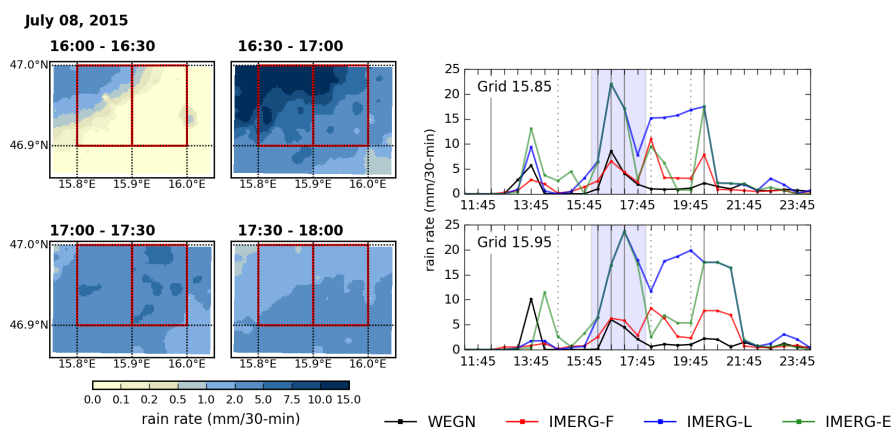 July 08, 2015
16:00 - 16:30
16:30 - 17:00
47.0°N
46.9°N
15.8°E 15.9°E 16.0°E
15.8°E 15.9°E 16.0°E
17:00 - 17:30
17:30 - 18:00
47.0°N
46.9°N
15.8°E 15.9°E 16.0°E
15.8°E 15.9°E 16.0°E
0.0 0.1 0.2 0.5 1.0 2.0 5.0 7.5 10.0 15.0
rain rate (mm/30-min)
rain rate (mm/30-min)
25
20
15
10
5
0
Grid 15.85
11:45 13:45 15:45 17:45 19:45 21:45 23:45
25
20
15
10
5
0
Grid 15.95
11:45 13:45 15:45 17:45 19:45 21:45 23:45
WEGN IMERG-F IMERG-L IMERG-E